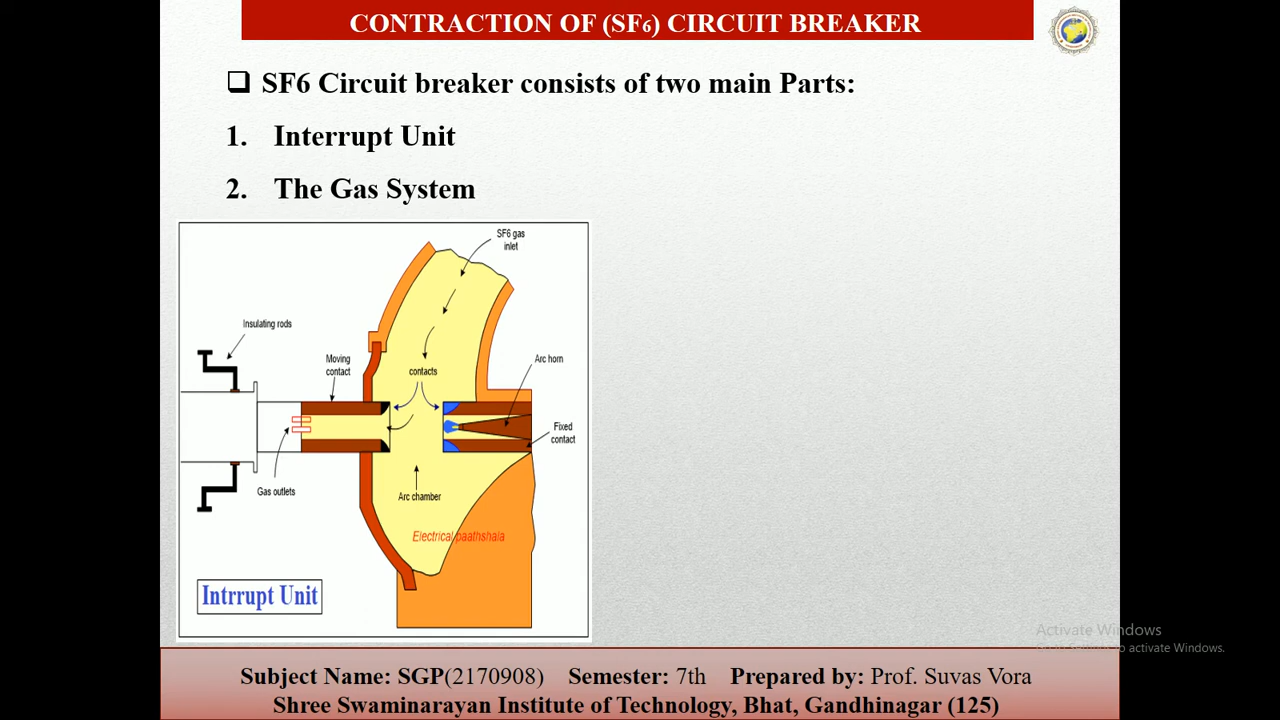 CONTRACTION OF (SF6) CIRCUIT BREAKER
SF6 Circuit breaker consists of two main Parts:
1. Interrupt Unit
2. The Gas System
SF6 gas
inlet
Insulating rods
Moving
contact
contacts
Arc horn
Fixed
contact
Gas outlets
Arc chamber
Electrical paathshala
Intrrupt Unit
Activate Windows
to activate Windows.
Subject Name: SGP(2170908) Semester: 7th Prepared by: Prof. Suvas Vora
Shree Swaminarayan Institute of Technology, Bhat, Gandhinagar (125)